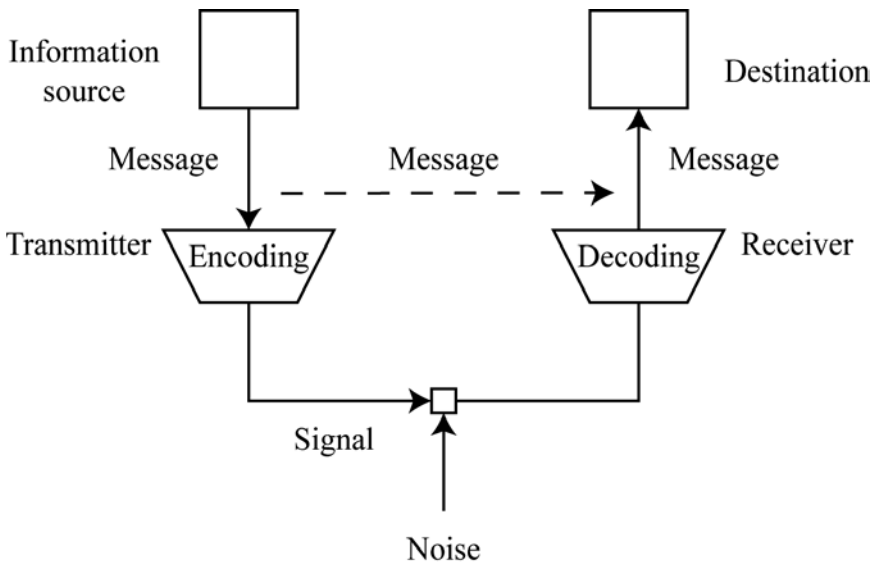 Information
source
Destination
Message
Message
Message
Transmitter
Encoding
Decoding
Receiver
Signal
Noise